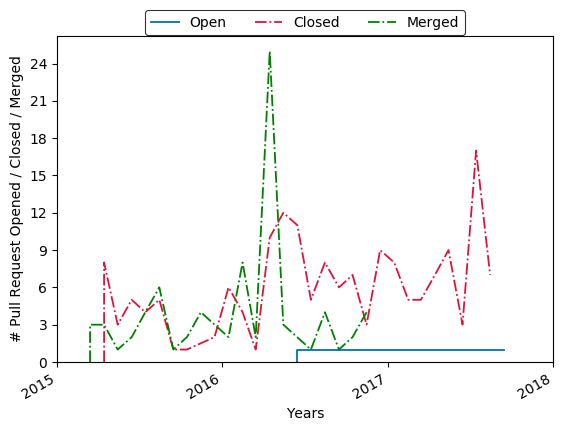 Open Closed Merged
# Pull Request Opened / Closed / Merged
24
21
18
15
12
9
6
3
0
2015 2016 2017 2018
Years